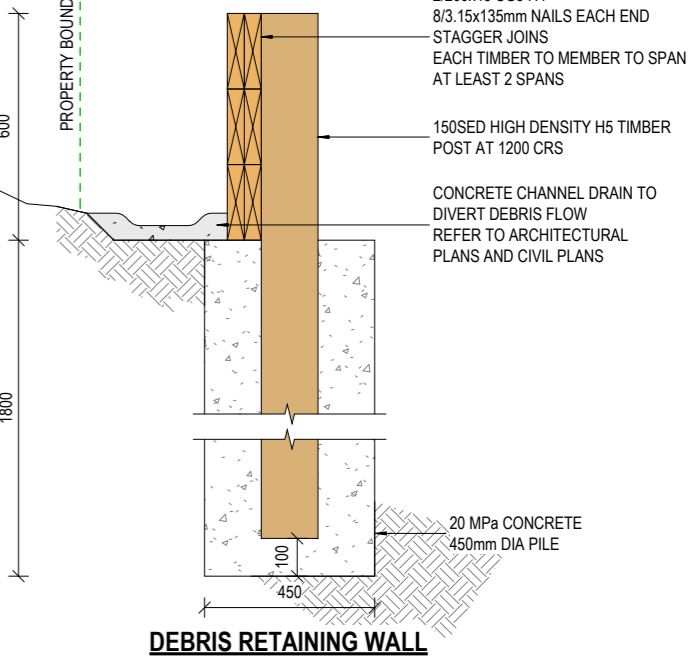 8/3.15x135mm NAILS EACH END
STAGGER JOINS
EACH TIMBER TO MEMBER TO SPAN
AT LEAST 2 SPANS
PROPERTY BOUND
600
150SED HIGH DENSITY H5 TIMBER
POST AT 1200 CRS
CONCRETE CHANNEL DRAIN TO
DIVERT DEBRIS FLOW
REFER TO ARCHITECTURAL
PLANS AND CIVIL PLANS
1800
20 MPa CONCRETE
450mm DIA PILE
100
450
DEBRIS RETAINING WALL